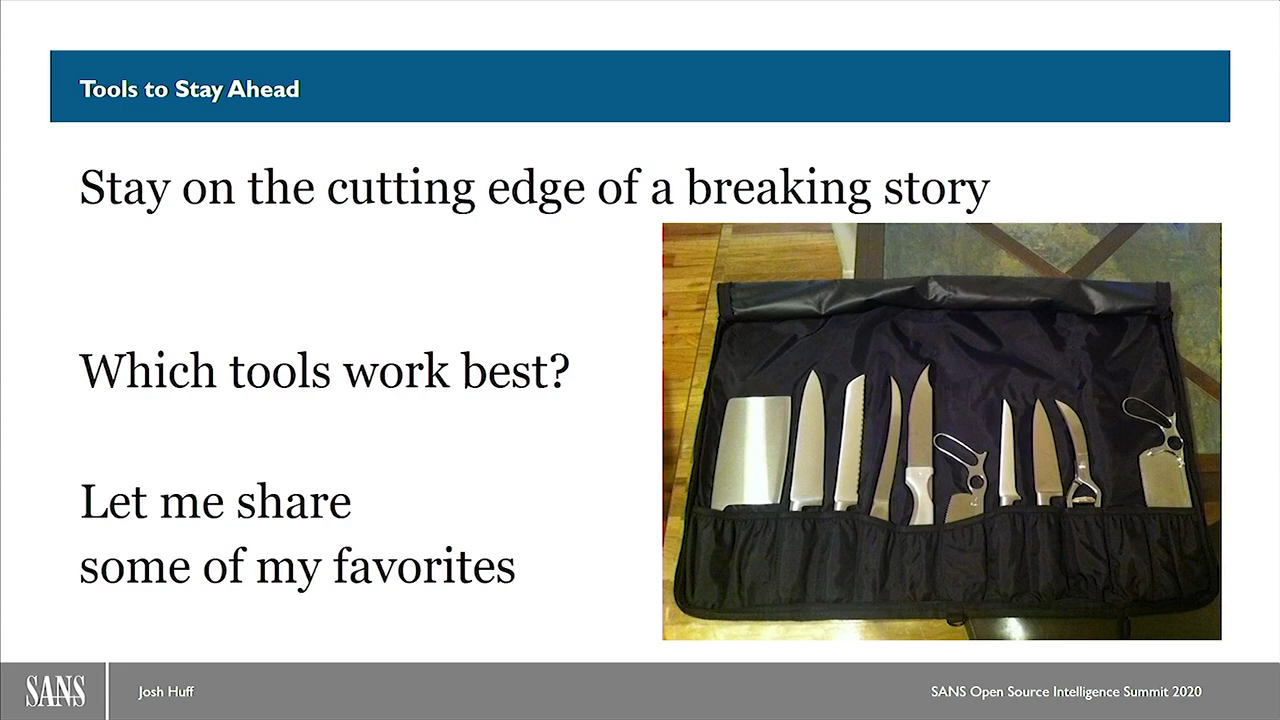 Tools to Stay Ahead
Stay on the cutting edge of a breaking story
Which tools work best?
Let me share
some of my favorites
SANS
Josh Huff
SANS Open Source Intelligence Summit 2020